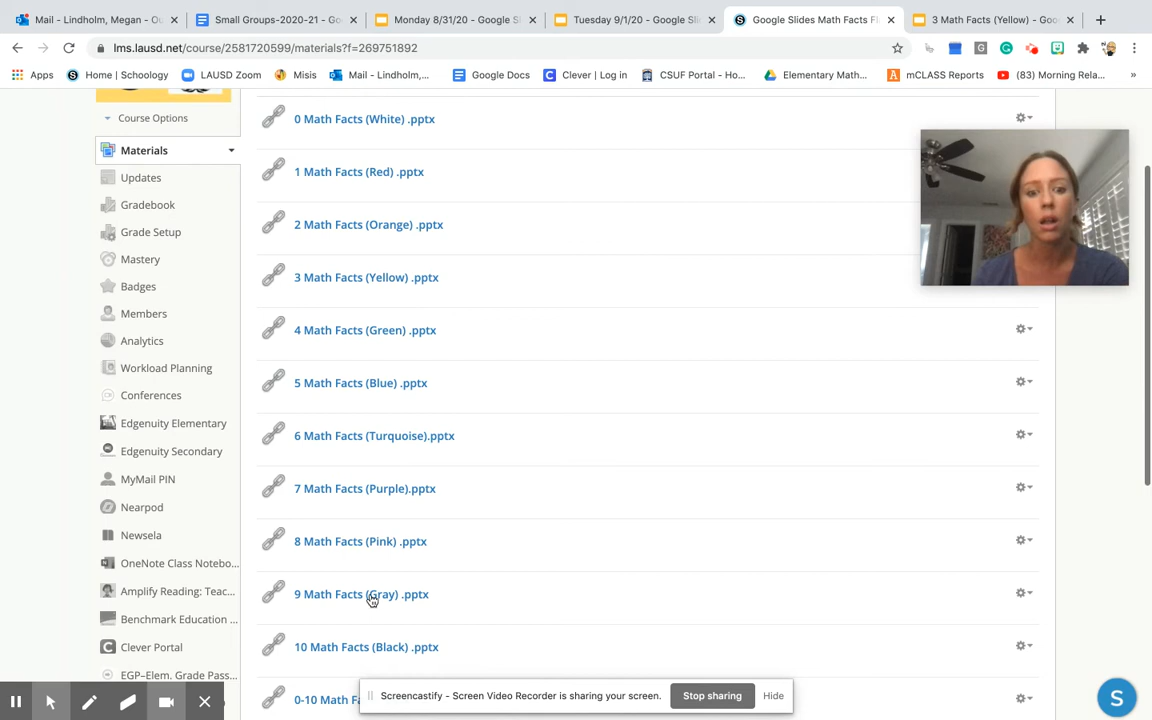 Mail - Lindholm, Megan - Ou
Small Groups-2020-21 - Google
Monday 8/31/20 - Google Sl
Tuesday 9/1/20 - Google Sli
Google Slides Math Facts Fl
3 Math Facts (Yellow) - Goo
lms.lausd.net/course/2581720599/materials?f=269751892
Apps
Home | Schoology
LAUSD Zoom
Misis
Mail - Lindholm,...
Google Docs
Clever | Log in
CSUF Portal - Ho...
Elementary Math...
mCLASS Reports
(83) Morning Rela...
»
Course Options
Materials
Updates
Gradebook
Grade Setup
Mastery
Badges
Members
Analytics
Workload Planning
Conferences
Edgenuity Elementary
Edgenuity Secondary
MyMail PIN
Nearpod
Newsela
OneNote Class Notebo...
Amplify Reading: Teac...
Benchmark Education ...
Clever Portal
EGP–Elem. Grade Pass...
0 Math Facts (White) .pptx
1 Math Facts (Red) .pptx
2 Math Facts (Orange) .pptx
3 Math Facts (Yellow) .pptx
4 Math Facts (Green) .pptx
5 Math Facts (Blue) .pptx
6 Math Facts (Turquoise).pptx
7 Math Facts (Purple).pptx
8 Math Facts (Pink) .pptx
9 Math Facts (Gray) .pptx
10 Math Facts (Black) .pptx
0-10 Math Fa
Screencastify - Screen Video Recorder is sharing your screen.
Stop sharing
Hide
S